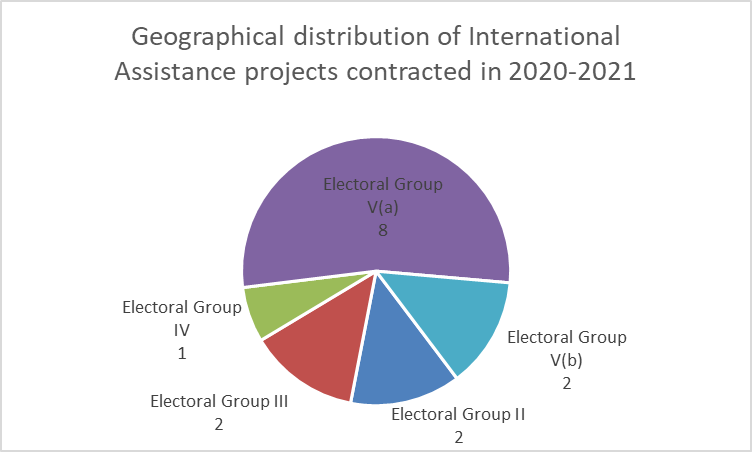 Geographical distribution of International
Assistance projects contracted in 2020-2021
Electoral Group
V(a)
8
Electoral Group
IV
1
Electoral Group
V(b)
2
Electoral Group III
2
Electoral Group II
2